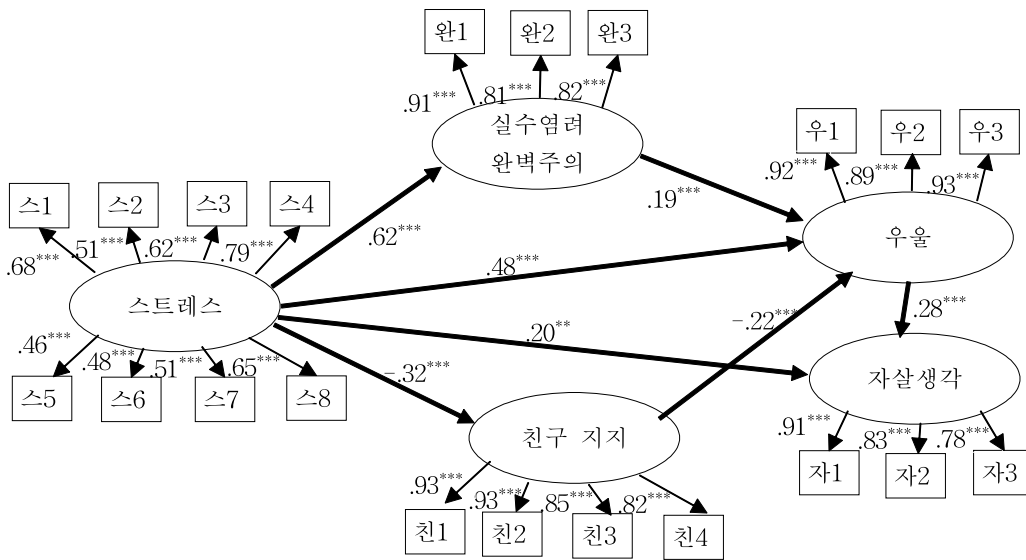 완1 완2 완3
.91*** .81*** .82***
실수염려
완벽주의
우1 우2 우3
.92*** .89*** .93***
우울
.19***
스1 스2 스3 스4
.68*** .51*** .62*** .79***
스트레스
.62***
.48***
-.22***
.28***
.20**
-.32***
.46*** .48*** .51*** .65***
스5 스6 스7 스8
자살생각
.91*** .83*** .78***
자1 자2 자3
친구 지지
.93*** .93*** .85*** .82***
친1 친2 친3 친4